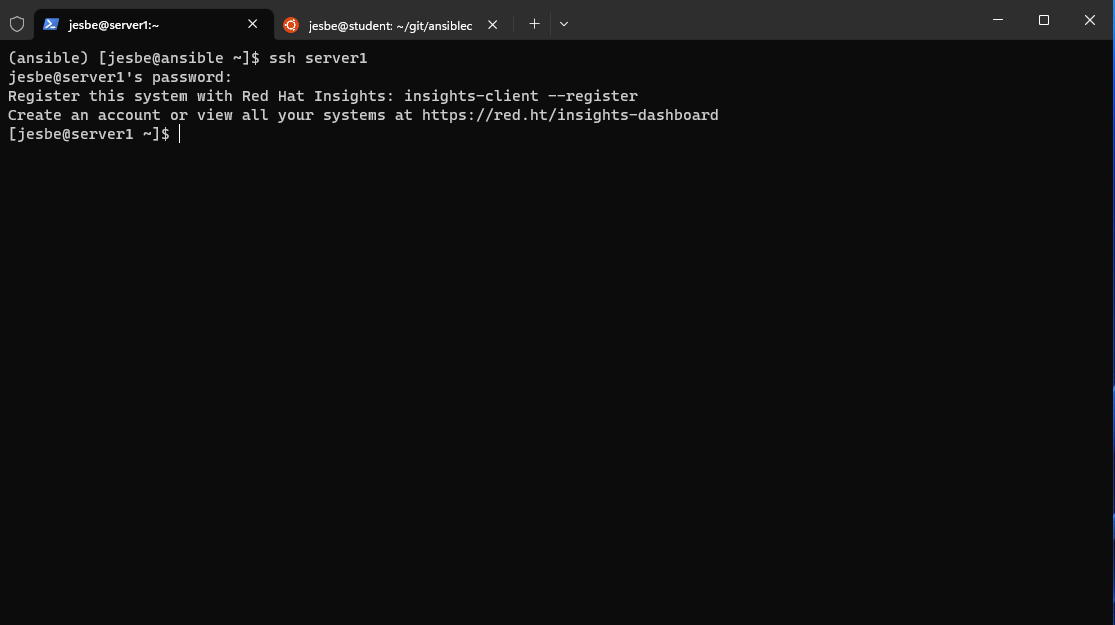 jesbe@server1:~
jesbe@student: ~/git/ansiblec
(ansible) [jesbe@ansible ~]$ ssh server1
jesbe@server1's password:
Register this system with Red Hat Insights: insights-client --register
Create an account or view all your systems at https://red.ht/insights-dashboard
[jesbe@server1 ~]$